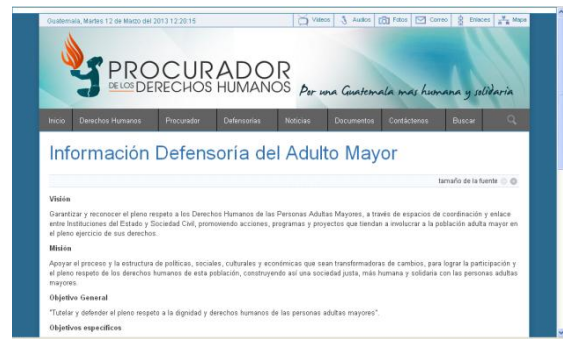 Guatemala, Martes 12 de Marzo del 2013 12:20:16
Videos Audios Fotos Correo Enlaces Mapa
PROCURADOR
DE LOS DERECHOS HUMANOS
Por una Guatemala mas humana y solidaria
Inicio Derechos Humanos Procurador Defensorías Noticias Documentos Contáctenos Buscar
Información Defensoría del Adulto Mayor
tamaño de la fuente
Visión
Garantizar y reconocer el pleno respeto a los Derechos Humanos de las Personas Adultas Mayores, a través de espacios de coordinación y enlace
entre Instituciones del Estado y Sociedad Civil, promoviendo acciones, programas y proyectos que tiendan a involucrar a la población adulta mayor en
el pleno ejercicio de sus derechos.
Misión
Apoyar el proceso y la estructura de políticas, sociales, culturales y económicas que sean transformadoras de cambios, para lograr la participación y
el pleno respeto de los derechos humanos de esta población, construyendo así una sociedad justa, más humana y solidaria con las personas adultas
mayores.
Objetivo General
"Tutelar y defender el pleno respeto a la dignidad y derechos humanos de las personas adultas mayores".
Objetivos específicos